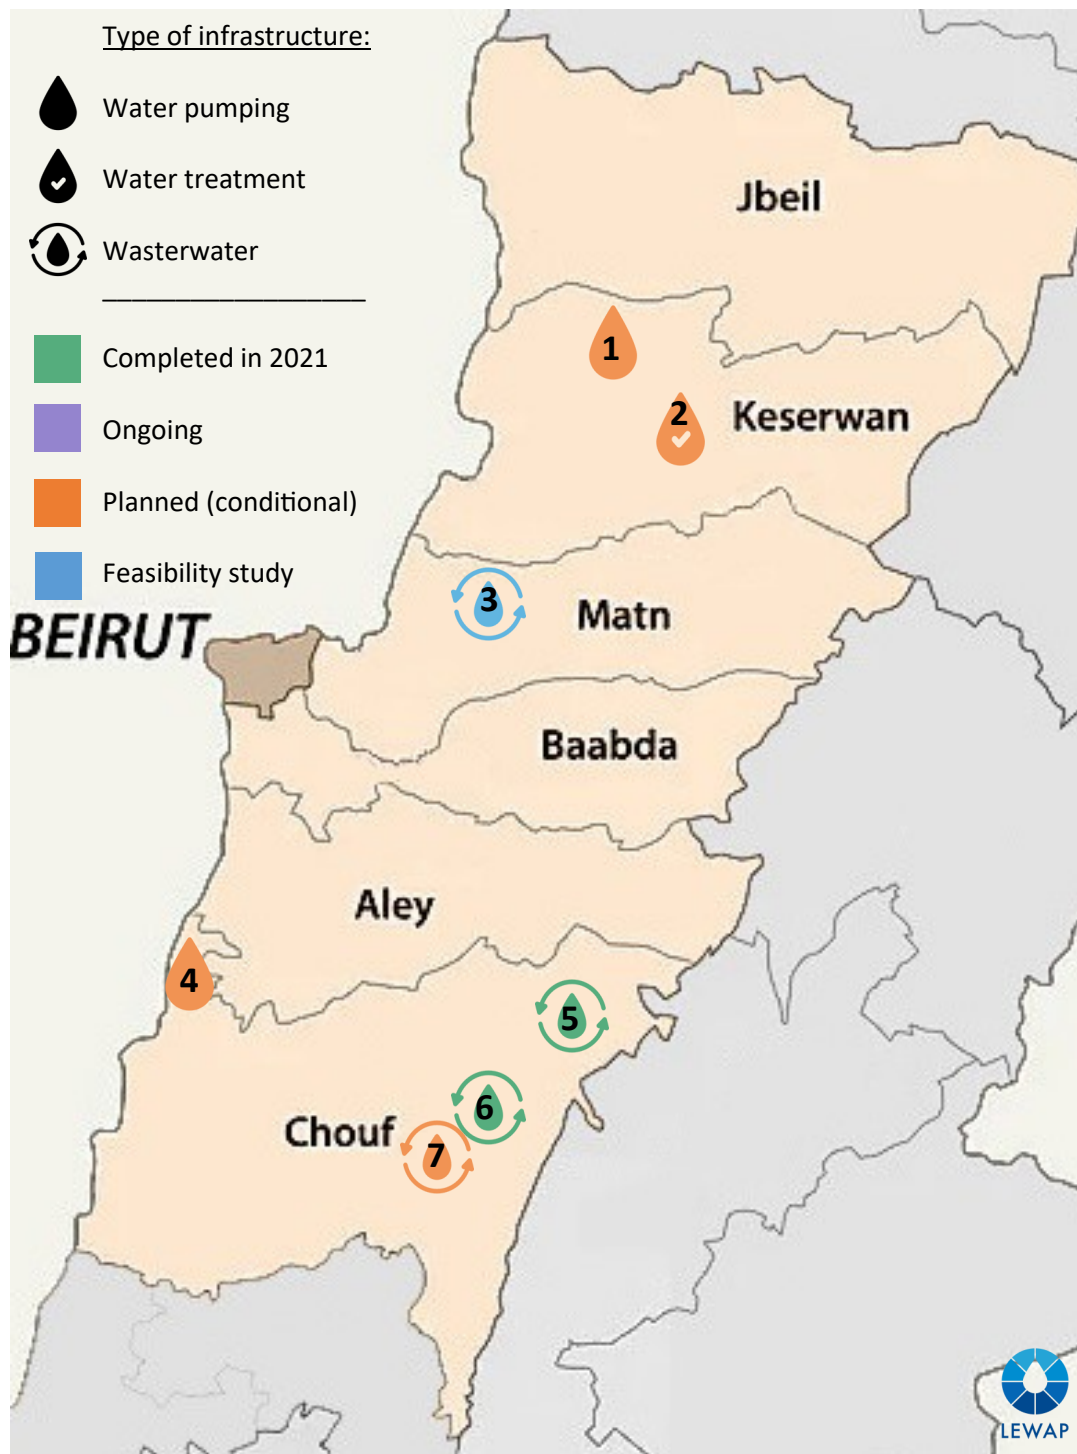 Type of infrastructure:
Water pumping
Water treatment
Wasterwater
Completed in 2021
Ongoing
Planned (conditional)
Feasibility study
Jbeil
1
2
Keserwan
3
Matn
BEIRUT
Baabda
Aley
4
5
6
Chouf
7
LEWAP